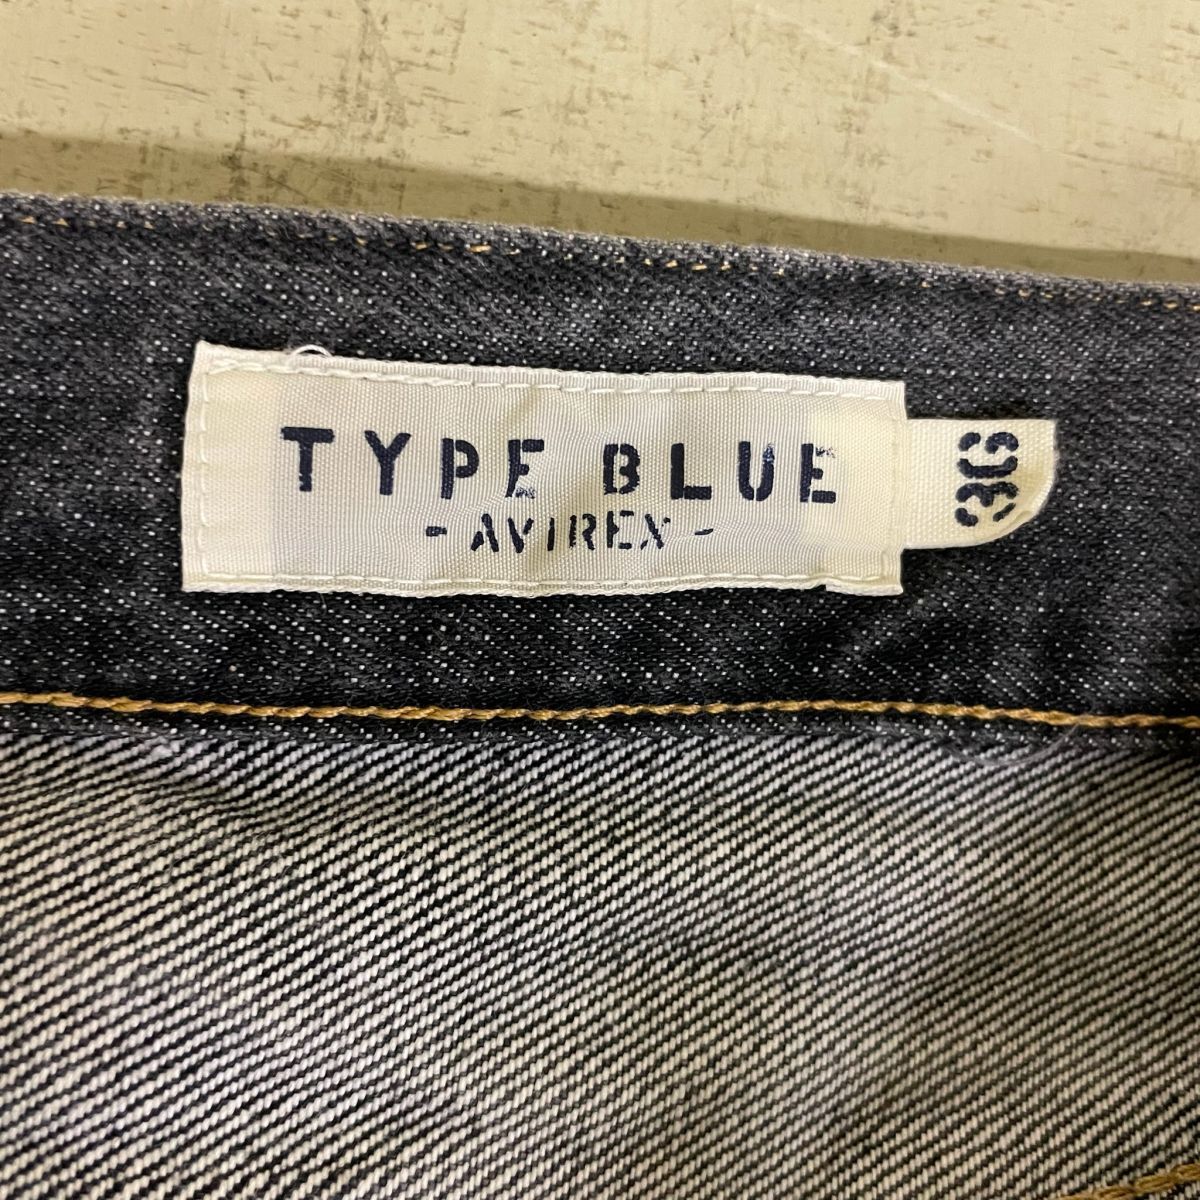 TYPE BLUE
- AVIREX -
36